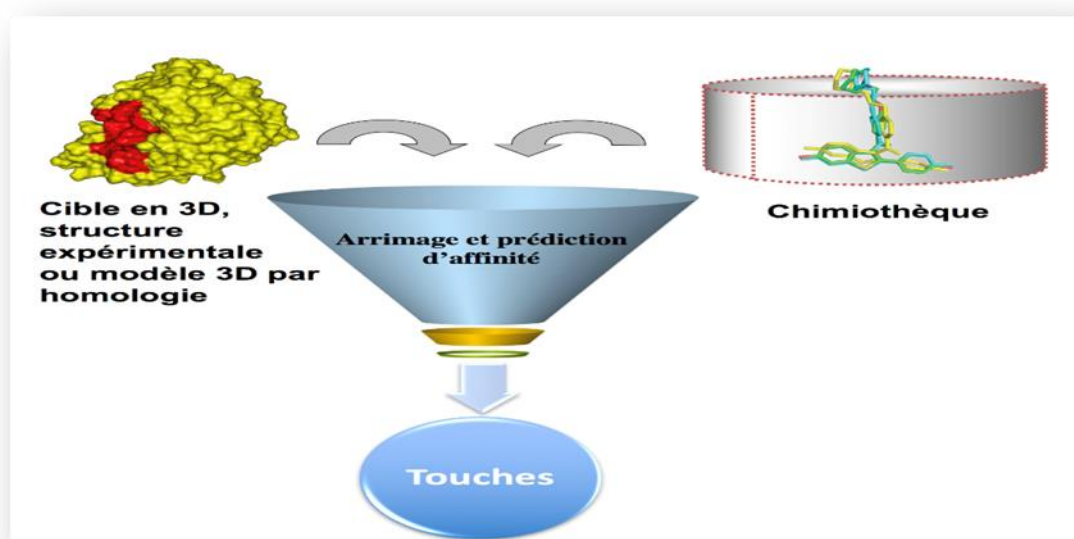 Cible en 3D,
structure
expérimentale
ou modèle 3D par
homologie
Chimiothèque
Arrimage et prédiction
d'affinité
Touches